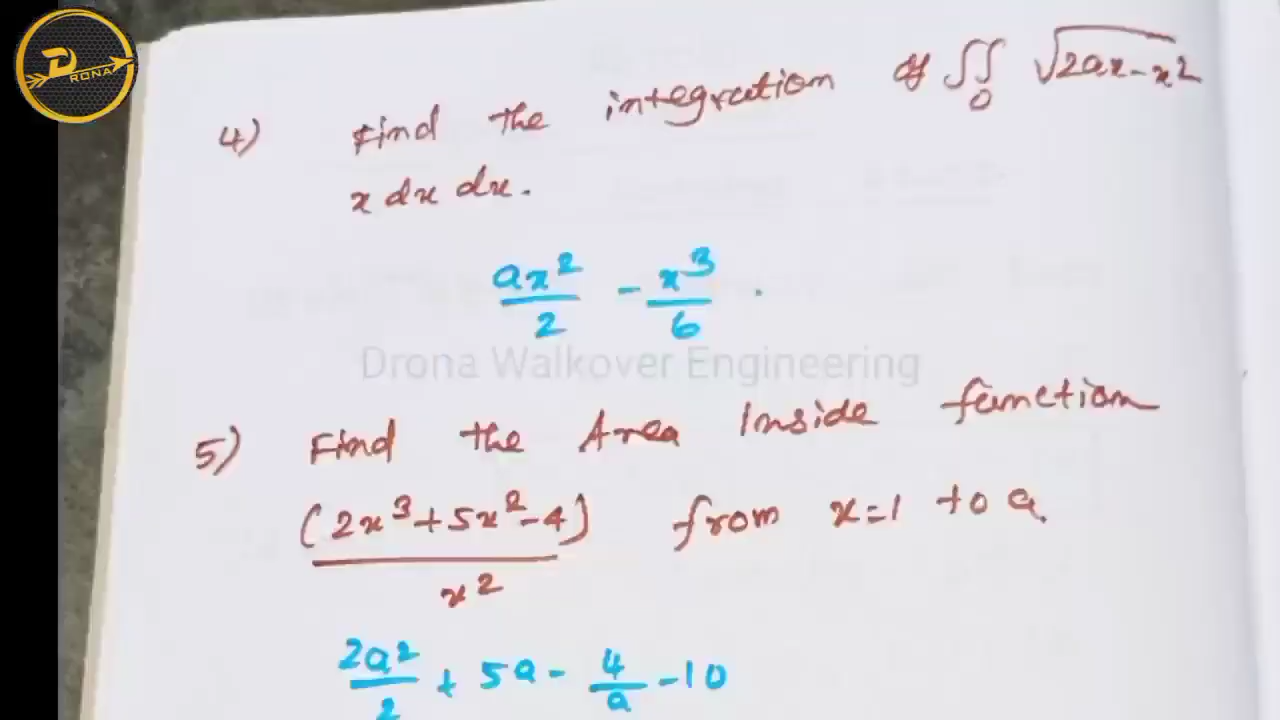 DRONA
4) Find the integration of ∬₀ √(2ax-x²)
x dx dx.
ax²/2 - x³/6 .
Drona Walkover Engineering
5) Find the Area Inside function
(2x³+5x²-4)/x² from x=1 to a.
2a²/2 + 5a - 4/a - 10